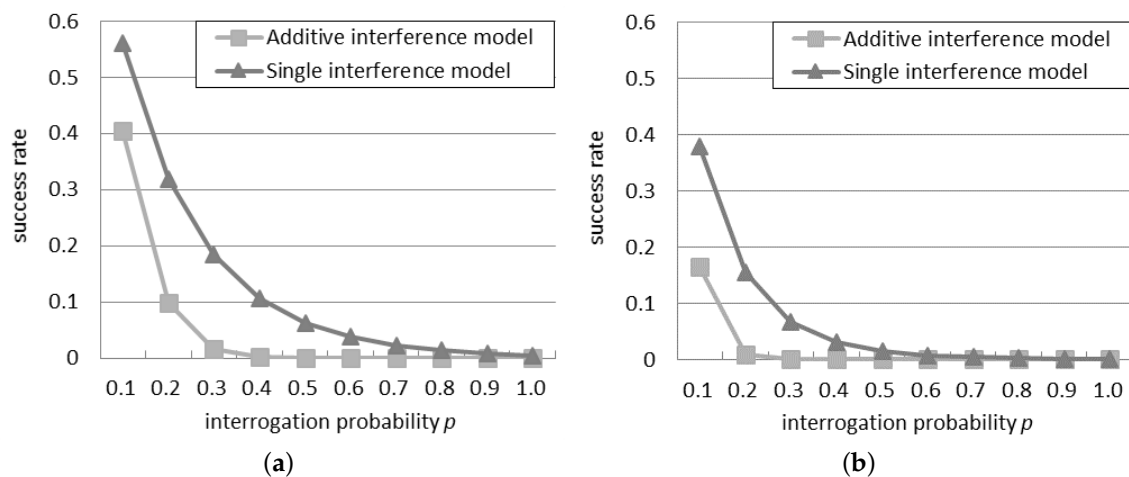 0.6
0.5
0.4
0.3
0.2
0.1
0
success rate
Additive interference model
Single interference model
0.1 0.2 0.3 0.4 0.5 0.6 0.7 0.8 0.9 1.0
interrogation probability p
(a)
0.6
0.5
0.4
0.3
0.2
0.1
0
success rate
Additive interference model
Single interference model
0.1 0.2 0.3 0.4 0.5 0.6 0.7 0.8 0.9 1.0
interrogation probability p
(b)